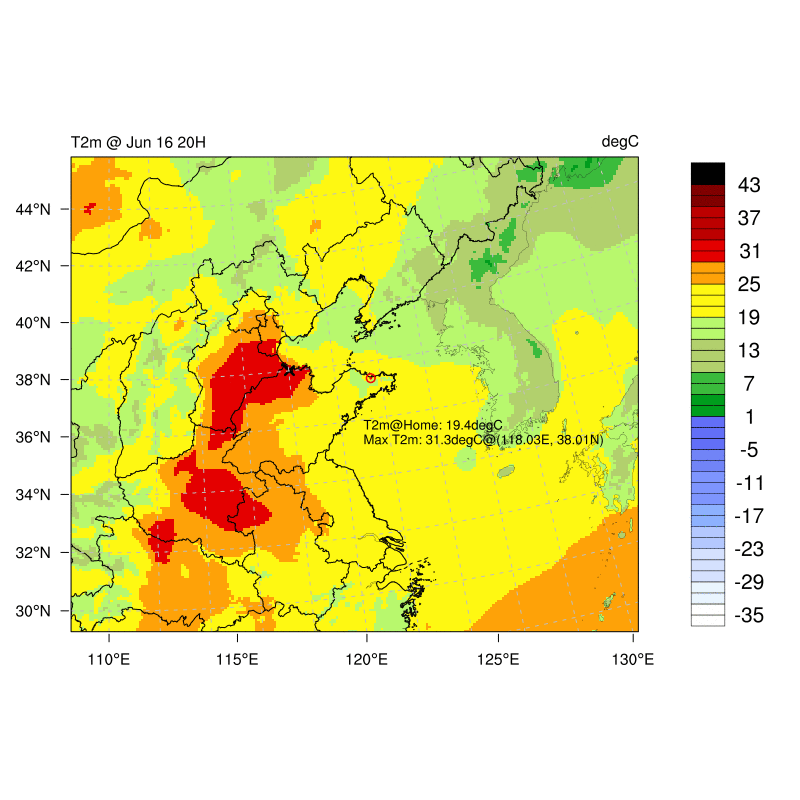 T2m @ Jun 16 20H
degC
44°N
42°N
40°N
38°N
36°N
34°N
32°N
30°N
T2m@Home: 19.4degC
Max T2m: 31.3degC@(118.03E, 38.01N)
110°E
115°E
120°E
125°E
130°E
43
37
31
25
19
13
7
1
-5
-11
-17
-23
-29
-35